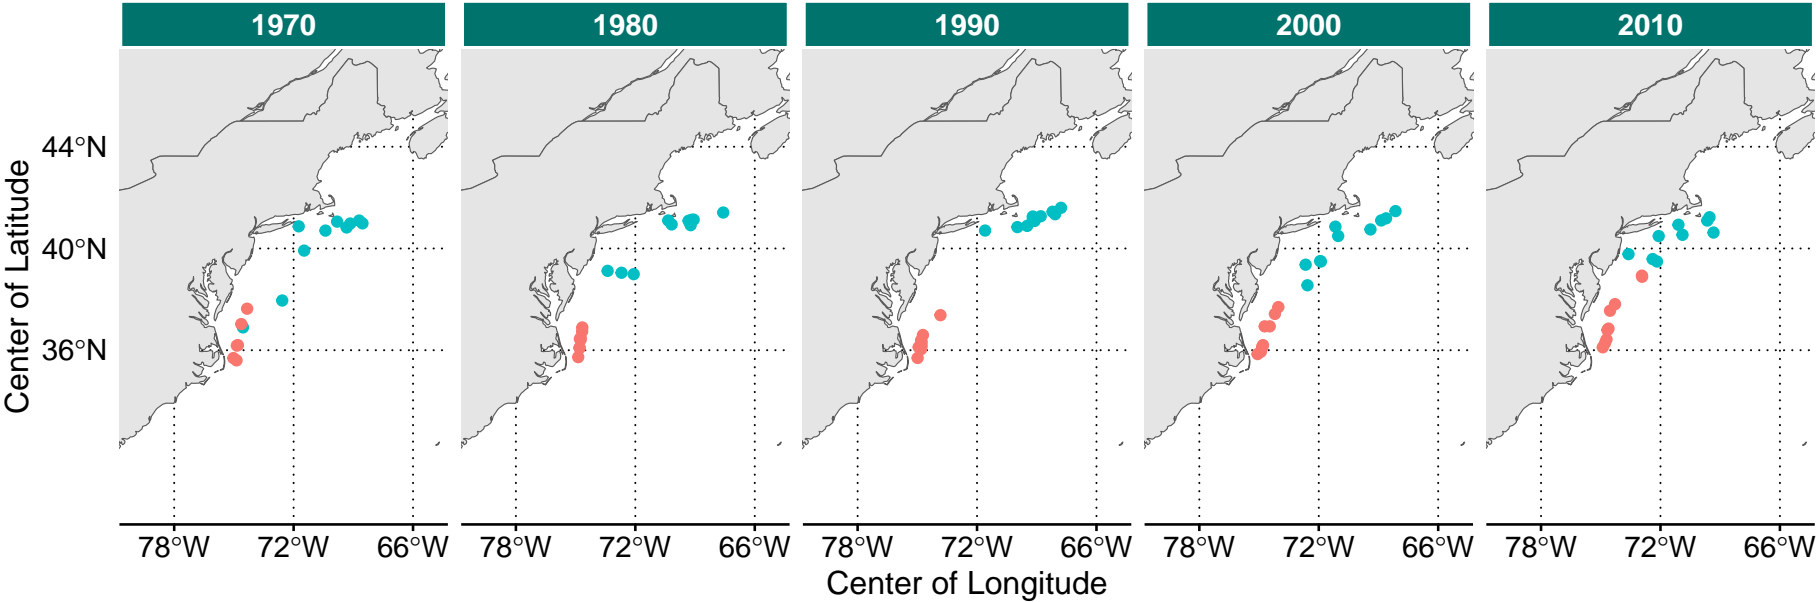 1970 1980 1990 2000 2010
Center of Latitude
44°N
40°N
36°N
78°W 72°W 66°W 78°W 72°W 66°W 78°W 72°W 66°W 78°W 72°W 66°W 78°W 72°W 66°W
Center of Longitude